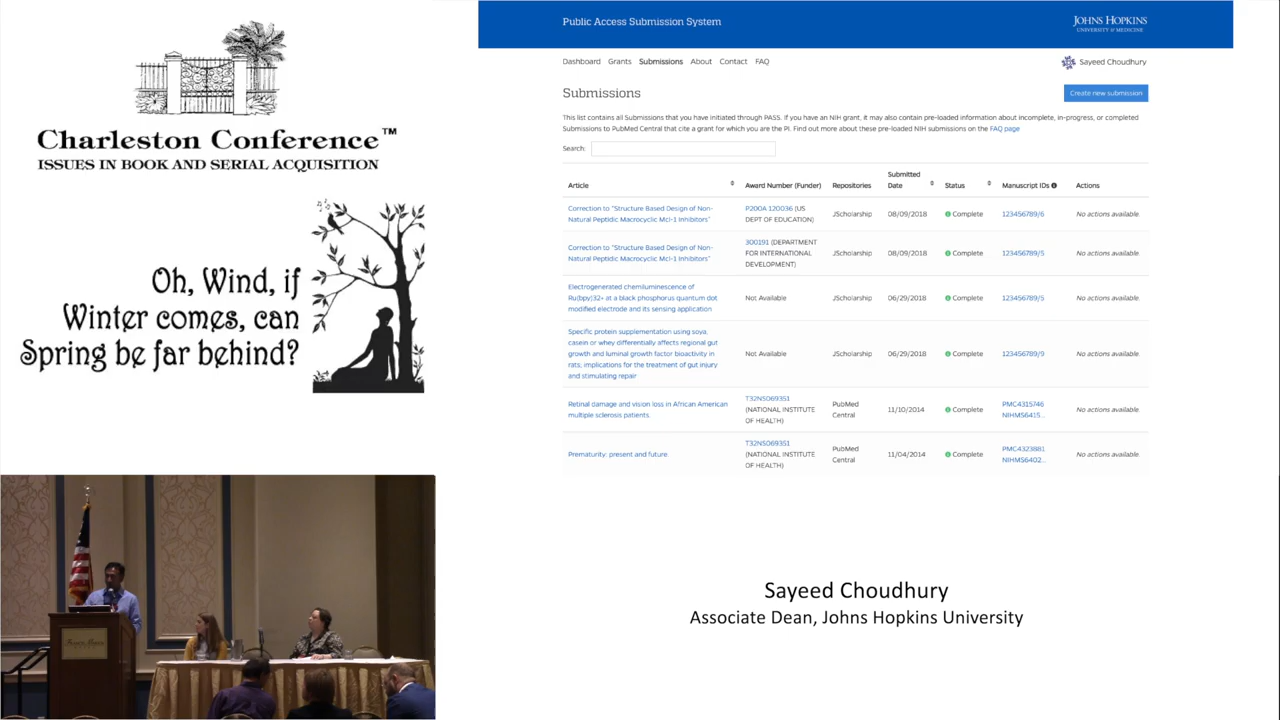 Charleston Conference™
ISSUES IN BOOK AND SERIAL ACQUISITION
Oh, Wind, if
Winter comes, can
Spring be far behind?
Public Access Submission System
JOHNS HOPKINS
UNIVERSITY & MEDICINE
Dashboard Grants Submissions About Contact FAQ
Sayeed Choudhury
Submissions
Create new submission
This list contains all Submissions that you have initiated through PASS. If you have an NIH grant, it may also contain pre-loaded information about incomplete, in-progress, or completed
Submissions to PubMed Central that cite a grant for which you are the PI. Find out more about these pre-loaded NIH submissions on the FAQ page
Search:
Article Award Number (Funder) Repositories Submitted Date Status Manuscript IDs Actions
Correction to "Structure Based Design of Non-
Natural Peptidic Macrocyclic Mcl-1 Inhibitors"
P200A 120036 (US
DEPT OF EDUCATION)
JScholarship 08/09/2018 Complete 123456789/6 No actions available.
Correction to "Structure Based Design of Non-
Natural Peptidic Macrocyclic Mcl-1 Inhibitors"
300191 (DEPARTMENT
FOR INTERNATIONAL
DEVELOPMENT)
JScholarship 08/09/2018 Complete 123456789/5 No actions available.
Electrogenerated chemiluminescence of
Ru(bpy)32+ at a black phosphorus quantum dot
modified electrode and its sensing application
Not Available JScholarship 06/29/2018 Complete 123456789/5 No actions available.
Specific protein supplementation using soya,
casein or whey differentially affects regional gut
growth and luminal growth factor bioactivity in
rats; implications for the treatment of gut injury
and stimulating repair
Not Available JScholarship 06/29/2018 Complete 123456789/9 No actions available.
Retinal damage and vision loss in African American
multiple sclerosis patients.
T32NS069351
(NATIONAL INSTITUTE
OF HEALTH)
PubMed
Central
11/10/2014 Complete
PMC4315746
NIHMS6415...
No actions available.
Prematurity: present and future.
T32NS069351
(NATIONAL INSTITUTE
OF HEALTH)
PubMed
Central
11/04/2014 Complete
PMC4323881
NIHMS6402...
No actions available.
Sayeed Choudhury
Associate Dean, Johns Hopkins University